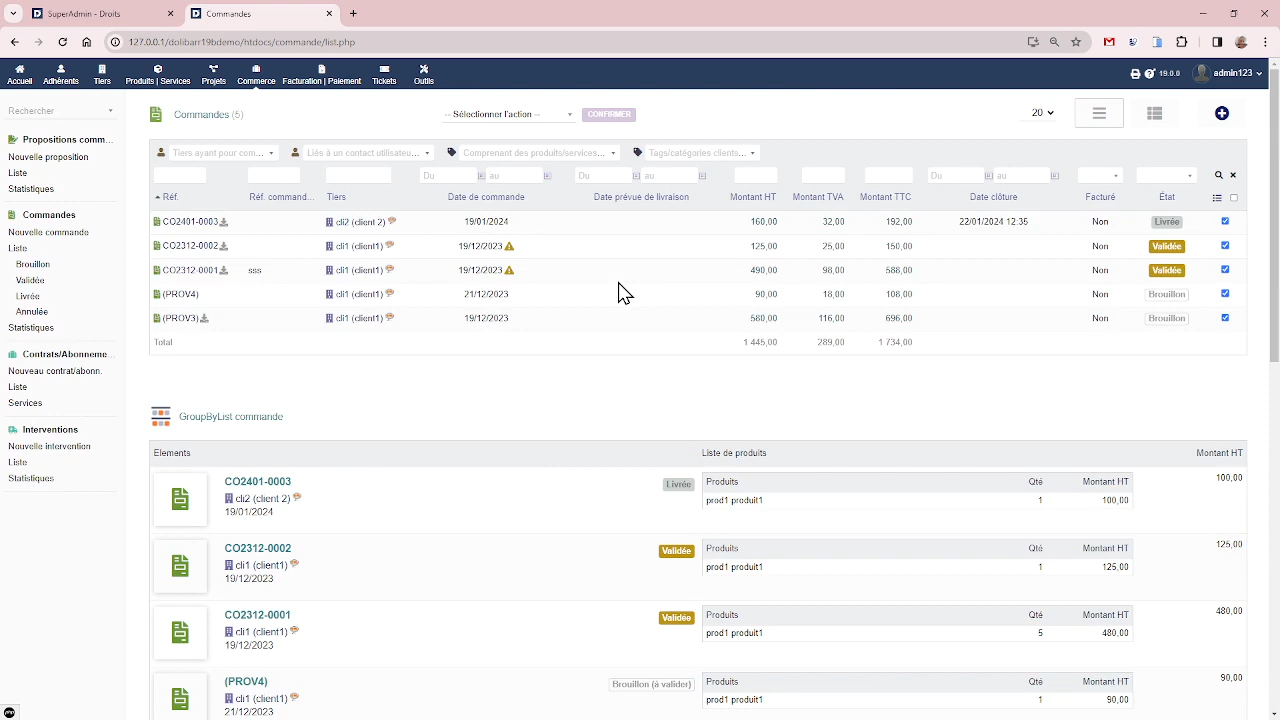 SuperAdmin - Droits
Commandes
127.0.0.1/dolibarr19demo/htdocs/commande/list.php
Accueil
Adhérents
Tiers
Produits | Services
Projets
Commerce
Facturation | Paiement
Tickets
Outils
19.0.0
admin123
Rechercher
Proposition comm...
Nouvelle proposition
Liste
Statistiques
Commandes
Nouvelle commande
Liste
Brouillon
Validée
Livrée
Annulée
Statistiques
Contrats/Abonneme...
Nouveau contrat/abonn.
Liste
Services
Interventions
Nouvelle intervention
Liste
Statistiques
Commandes (5)
-- Sélectionner l'action --
CONFIRMER
20
Tiers ayant pour com...
Liés à un contact utilisateu...
Comprenant des produits/services...
Tags/catégories clients...
Du au Du au Du au
Réf. Réf. command... Tiers Date de commande Date prévue de livraison Montant HT Montant TVA Montant TTC Date clôture Facturé État
CO2401-0003 cli2 (client 2) 19/01/2024 160,00 32,00 192,00 22/01/2024 12:35 Non Livrée
CO2312-0002 cli1 (client1) 19/12/2023 125,00 25,00 150,00 Non Validée
CO2312-0001 sss cli1 (client1) 19/12/2023 490,00 98,00 588,00 Non Validée
(PROV4) cli1 (client1) 21/12/2023 90,00 18,00 108,00 Non Brouillon
(PROV3) cli1 (client1) 19/12/2023 580,00 116,00 696,00 Non Brouillon
Total 1 445,00 289,00 1 734,00
GroupByList commande
Elements Liste de produits Montant HT
CO2401-0003
cli2 (client 2)
19/01/2024
Livrée
Produits Qté Montant HT
prod1 produit1 1 100,00
100,00
CO2312-0002
cli1 (client1)
19/12/2023
Validée
Produits Qté Montant HT
prod1 produit1 1 125,00
125,00
CO2312-0001
cli1 (client1)
19/12/2023
Validée
Produits Qté Montant HT
prod1 produit1 5 480,00
480,00
(PROV4)
cli1 (client1)
21/12/2023
Brouillon (à valider)
Produits Qté Montant HT
prod1 produit1 1 90,00
90,00
php